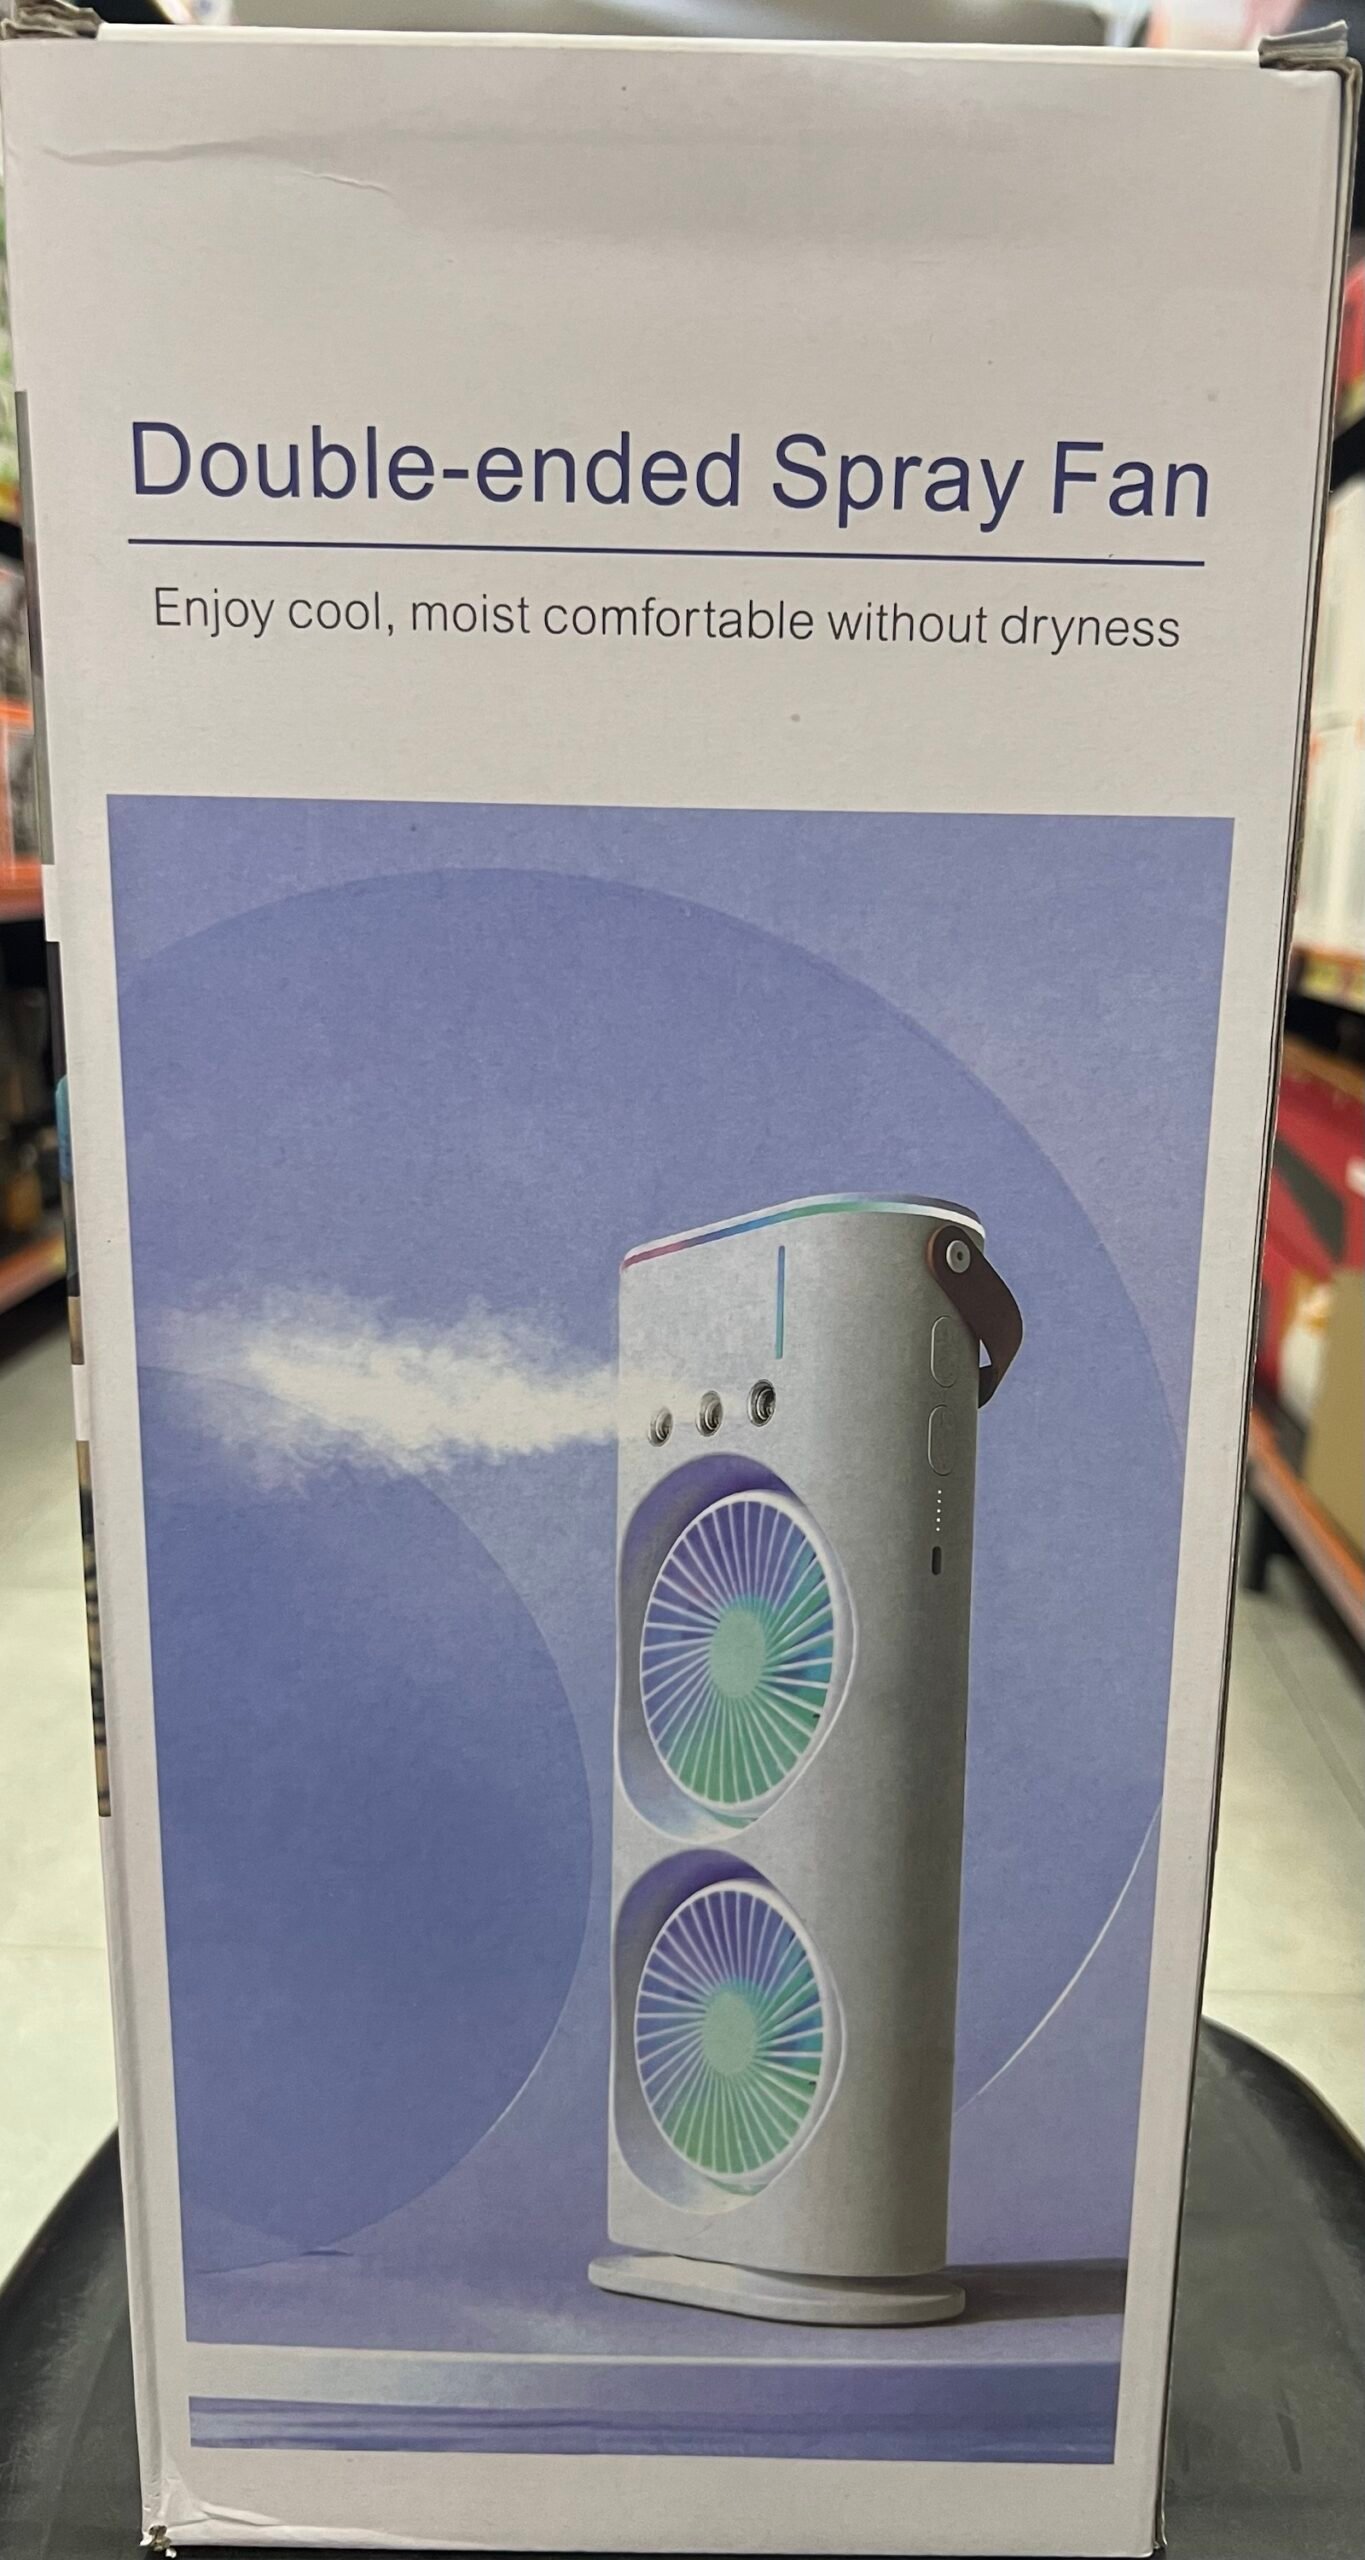 Double-ended Spray Fan
Enjoy cool, moist comfortable without dryness